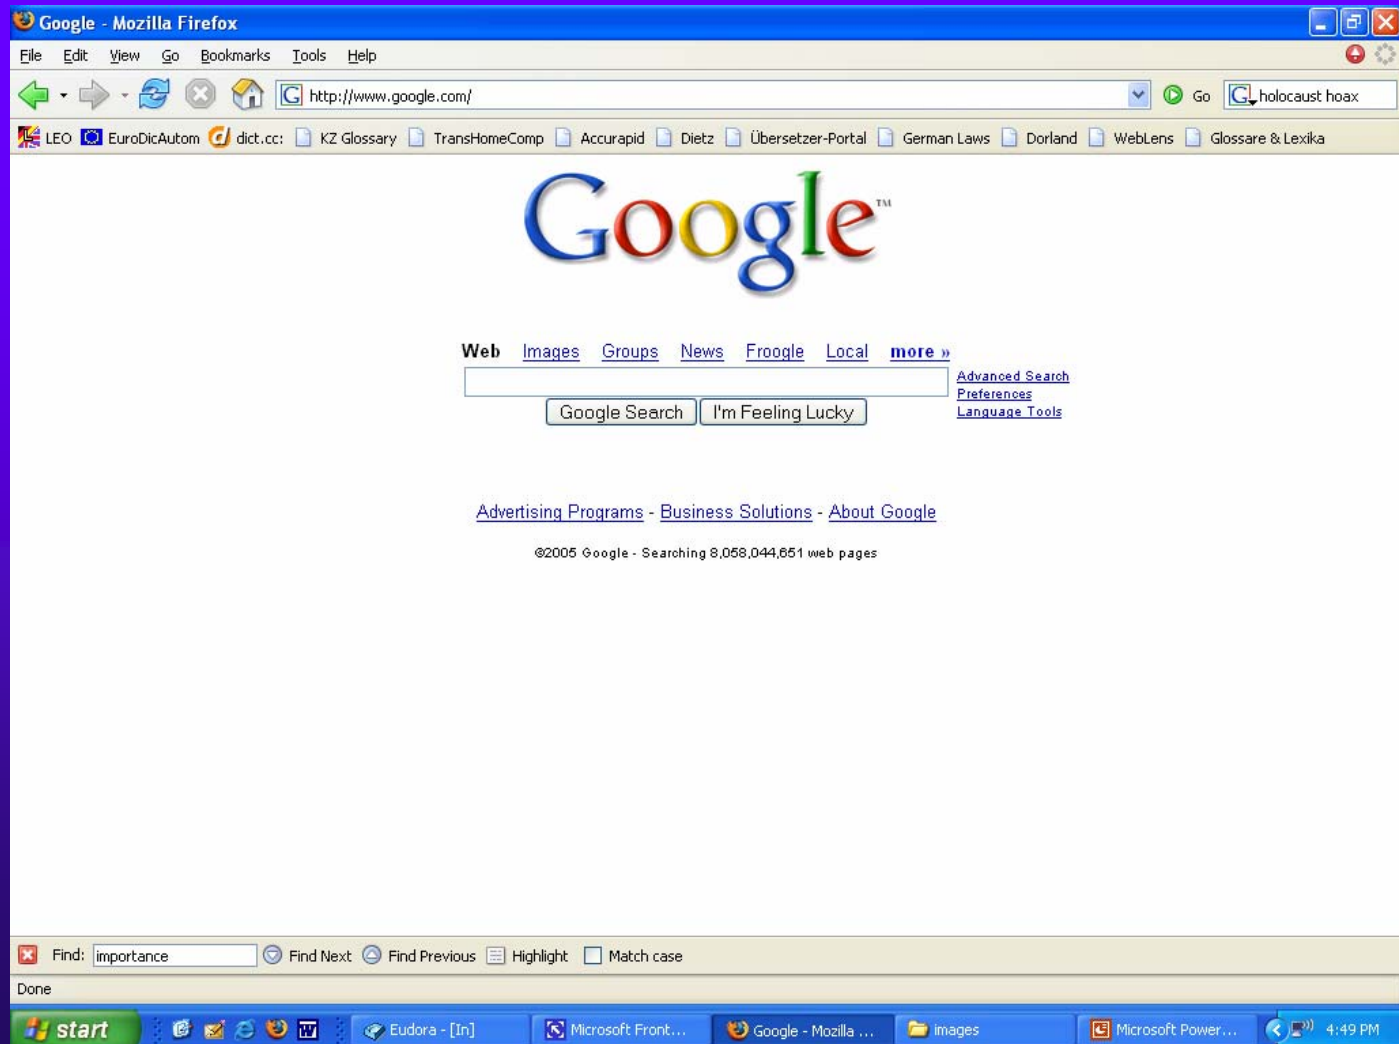 Google - Mozilla Firefox
File Edit View Go Bookmarks Tools Help
http://www.google.com/ Go holocaust hoax
LEO EuroDicAutom dict.cc: KZ Glossary TransHomeComp Accurapid Dietz Übersetzer-Portal German Laws Dorland WebLens Glossare & Lexika
Google™
Web Images Groups News Froogle Local more »
Advanced Search
Preferences
Language Tools
Google Search I'm Feeling Lucky
Advertising Programs - Business Solutions - About Google
©2005 Google - Searching 8,058,044,651 web pages
Find: importance Find Next Find Previous Highlight Match case
Done
start Eudora - [In] Microsoft Front... Google - Mozilla ... images Microsoft Power... 4:49 PM